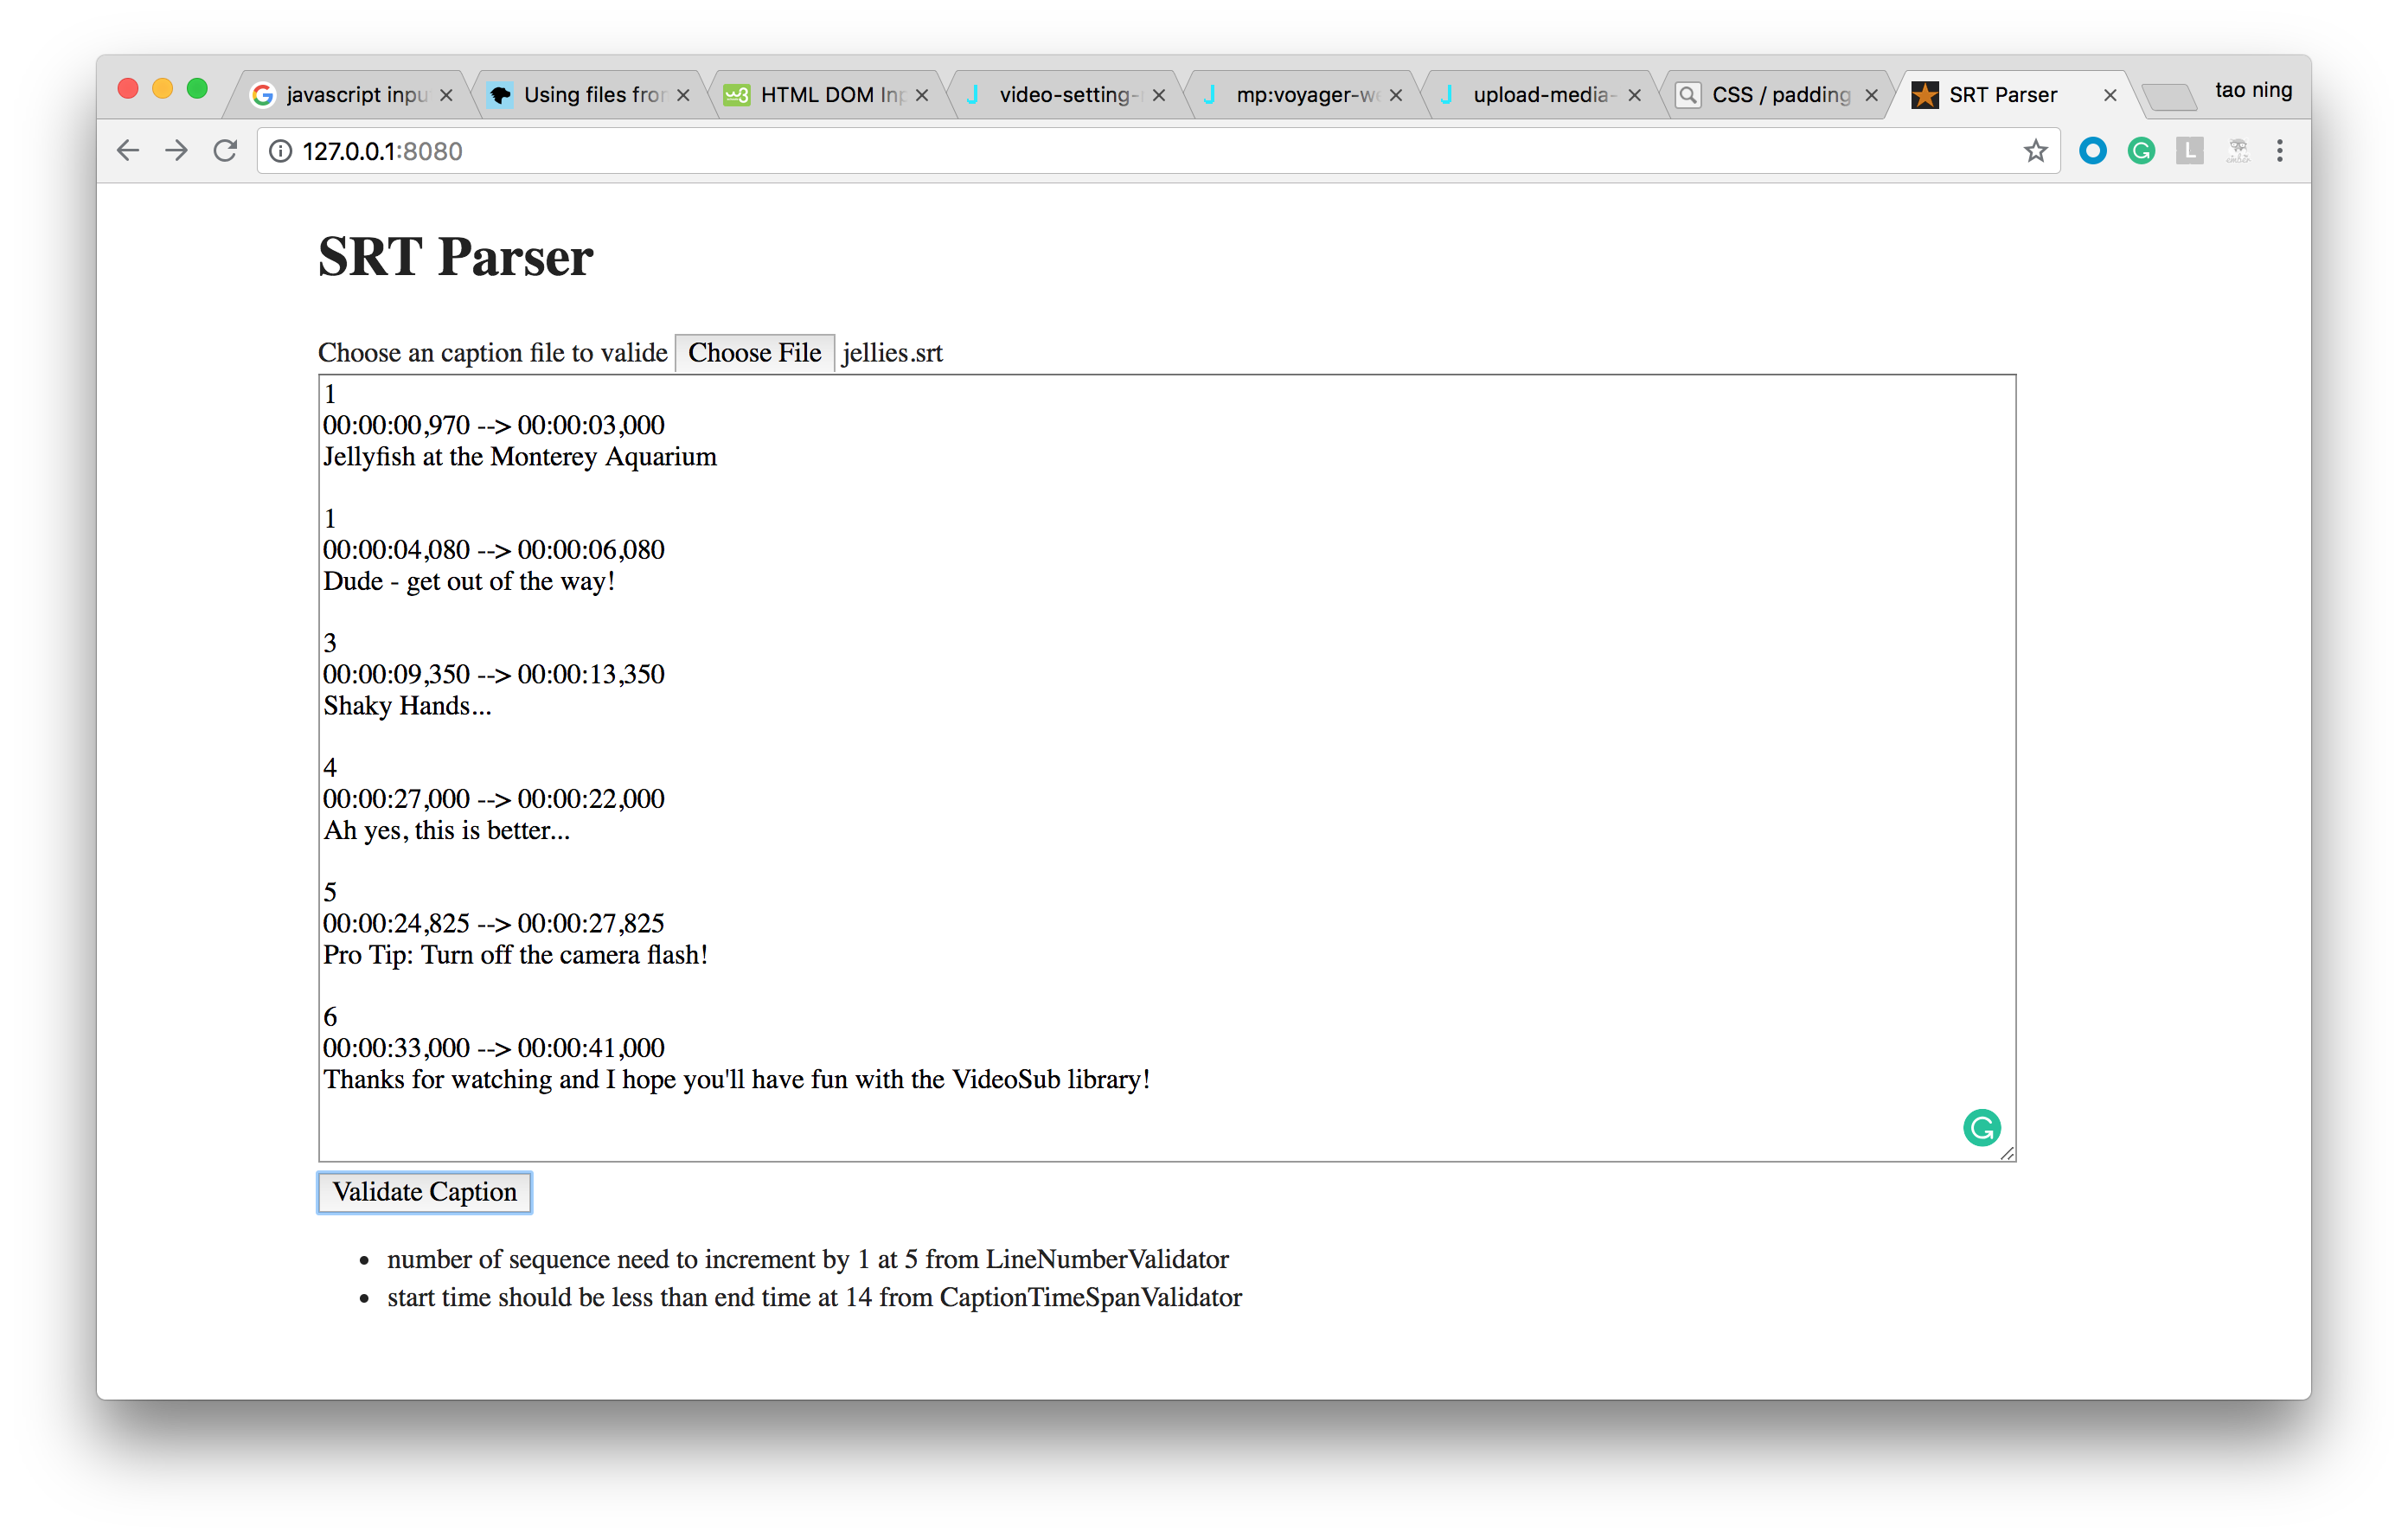 javascript inpu
Using files fror
HTML DOM Inp
video-setting-
mp:voyager-we
upload-media-
CSS / padding
SRT Parser
tao ning
127.0.0.1:8080
SRT Parser
Choose an caption file to valide Choose File jellies.srt
1
00:00:00,970 --> 00:00:03,000
Jellyfish at the Monterey Aquarium
1
00:00:04,080 --> 00:00:06,080
Dude - get out of the way!
3
00:00:09,350 --> 00:00:13,350
Shaky Hands...
4
00:00:27,000 --> 00:00:22,000
Ah yes, this is better...
5
00:00:24,825 --> 00:00:27,825
Pro Tip: Turn off the camera flash!
6
00:00:33,000 --> 00:00:41,000
Thanks for watching and I hope you'll have fun with the VideoSub library!
Validate Caption
• number of sequence need to increment by 1 at 5 from LineNumberValidator
• start time should be less than end time at 14 from CaptionTimeSpanValidator